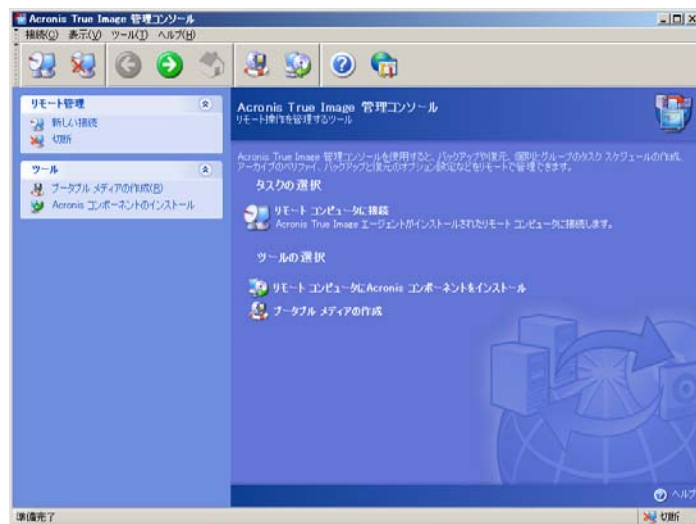 Acronis True Image 管理コンソール
接続(O) 表示(V) ツール(T) ヘルプ(H)
リモート管理
新しい接続
切断
ツール
ブータブル メディアの作成(B)
Acronis コンポーネントのインストール
Acronis True Image 管理コンソール
リモート操作を管理するツール
Acronis True Image 管理コンソールを使用すると、バックアップや復元、個別とグループのタスク スケジュールの作成、
アーカイブのベリファイ、バックアップと復元のオプション設定などをリモートで管理できます。
タスクの選択
リモート コンピュータに接続
Acronis True Image エージェントがインストールされたリモート コンピュータに接続します。
ツールの選択
リモート コンピュータにAcronis コンポーネントをインストール
ブータブル メディアの作成
ヘルプ
準備完了
切断